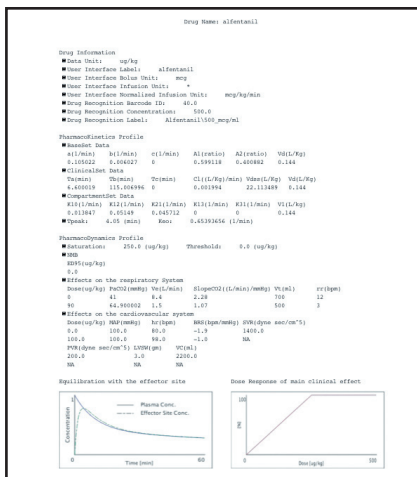 Drug Name: alfentanil
Drug Information
Data Unit: ug/kg
User Interface Label: alfentanil
User Interface Bolus Unit: mcg
User Interface Infusion Unit: *
User Interface Normalised Infusion Unit: mcg/kg/min
Drug Recognition Barcode ID: 40.0
Drug Recognition Concentration: 500.0
Drug Recognition Label: Alfentanil\500_mcg/ml
PharmacoKinetics Profile
BaseSet Data
a(1/min) b(1/min) c(1/min) A1(ratio) A2(ratio) Vd(L/Kg)
0.105022 0.006027 0 0.599118 0.400882 0.144
ClinicalSet Data
Ta(min) Tb(min) Tc(min) Cl((L/Kg)/min) Vdss(L/Kg) Vd(L/Kg)
6.600019 115.006996 0 0.001994 22.113489 0.144
CompartmentSet Data
K10(1/min) K12(1/min) K21(1/min) K13(1/min) K31(1/min) V1(L/kg)
0.013847 0.05149 0.045712 0 0 0.144
Tpeak: 4.05 (min) Keo: 0.65393656 (1/min)
PharmacoDynamics Profile
Saturation: 250.0 (ug/kg) Threshold: 0.0 (ug/kg)
NMB
ED95(ug/kg)
0.0
Effects on the respiratory System
Dose(ug/kg) PaCO2(mmHg) Ve(L/min) SlopeCO2((L/min)/mmHg) Vt(ml) rr(bpm)
0 41 8.4 2.28 700 12
90 64.900002 1.5 1.07 500 3
Effects on the cardiovascular system
Dose(ug/kg) MAP(mmHg) hr(bpm) BRS(bpm/mmHg) SVR(dyne sec/cm^5)
0.0 100.0 80.0 -1.9 1400.0
100.0 100.0 98.0 -1.0 NA
PVR(dyne sec/cm^5) LVSW(gm) VC(ml)
200.0 3.0 2200.0
NA NA NA
Equilibration with the effector site Dose Response of main clinical effect
1 100
Plasma Conc.
Effector Site Conc.
Concentration (%)
0 Time (min) 60 0 Dose (ug/kg) 500